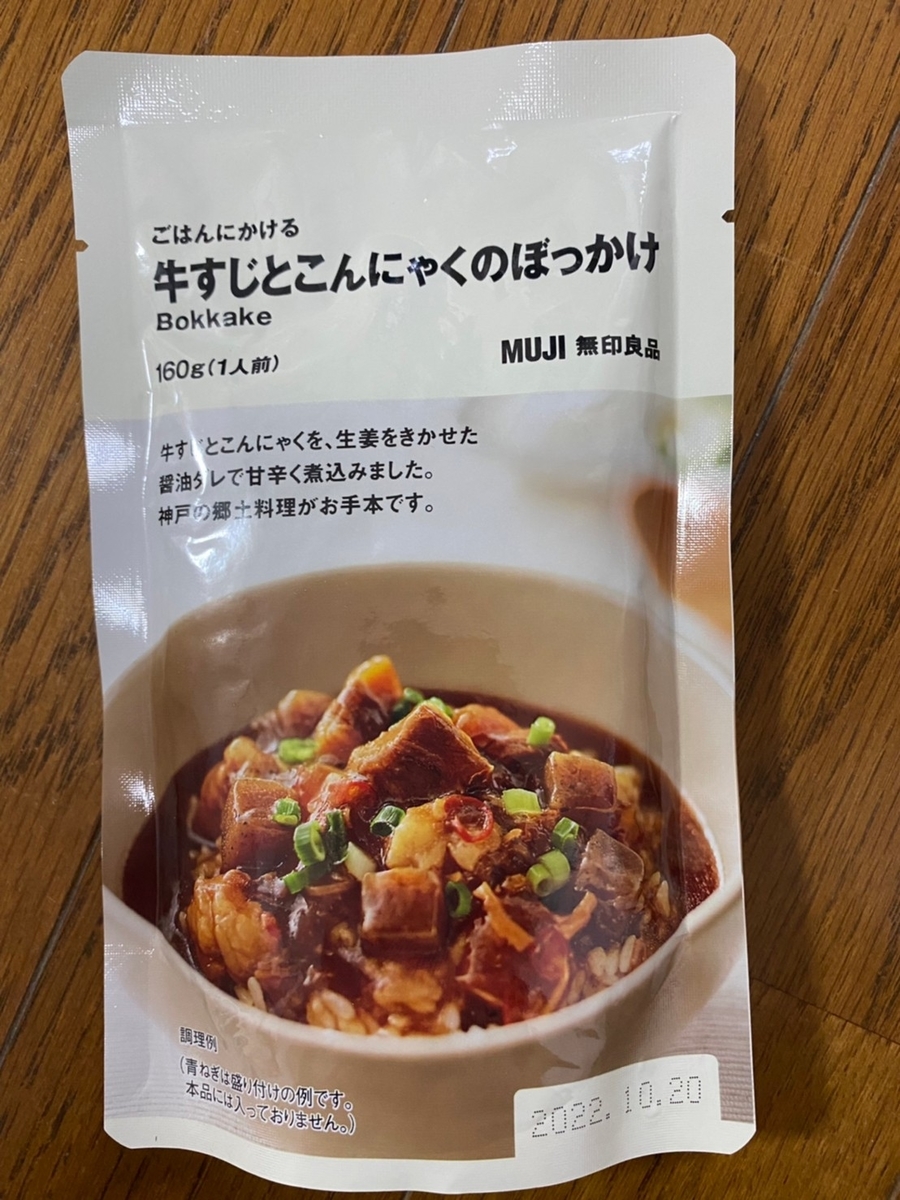 ごはんにかける
牛すじとこんにゃくのぼっかけ
Bokkake
160g(1人前)
MUJI 無印良品
牛すじとこんにゃくを、生姜をきかせた
醤油ダレで甘辛く煮込みました。
神戸の郷土料理がお手本です。
調理例
(青ねぎは盛り付けの例です。
本品には入っておりません。)
2022.10.20